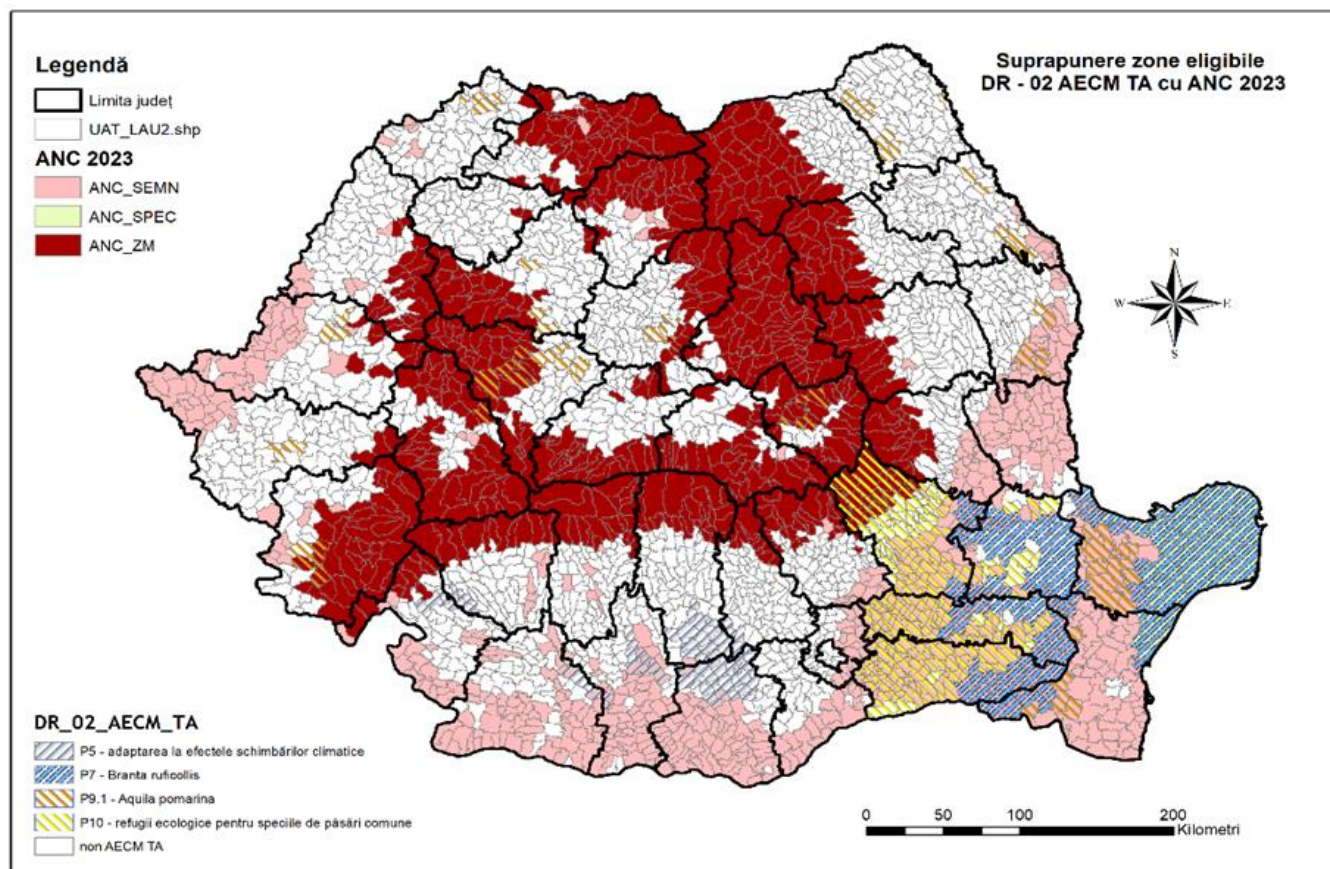 Suprapunere zone eligibile
DR - 02 AECM TA cu ANC 2023
Legendă
Limita județ
UAT_LAU2.shp
ANC 2023
ANC_SEMN
ANC_SPEC
ANC_ZM
N
W
E
S
DR_02_AECM_TA
P5 - adaptarea la efectele schimbărilor climatice
P7 - Branta ruficollis
P9.1 - Aquila pomarina
P10 - refugii ecologice pentru speciile de păsări comune
non AECM TA
0 50 100 200
Kilometri